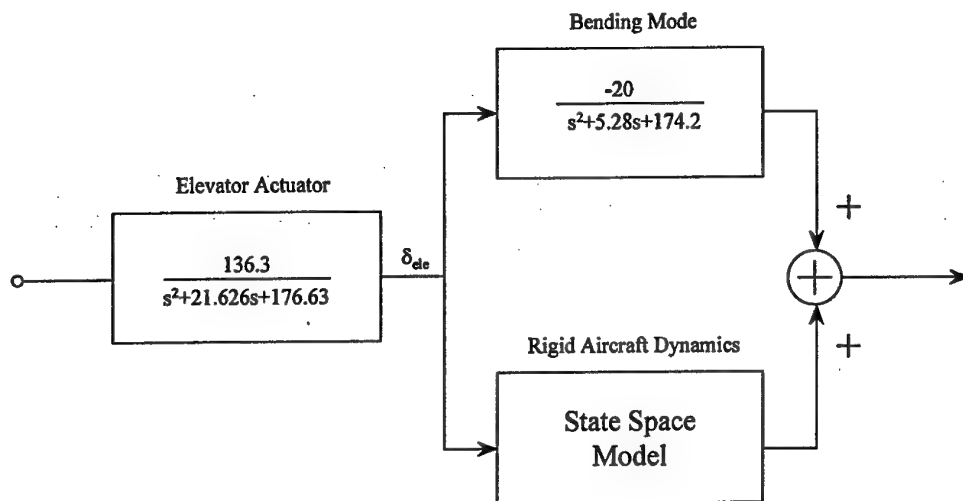 Bending Mode
-20
s²+5.28s+174.2
Elevator Actuator
136.3
s²+21.626s+176.63
δele
+
+
+
Rigid Aircraft Dynamics
State Space
Model